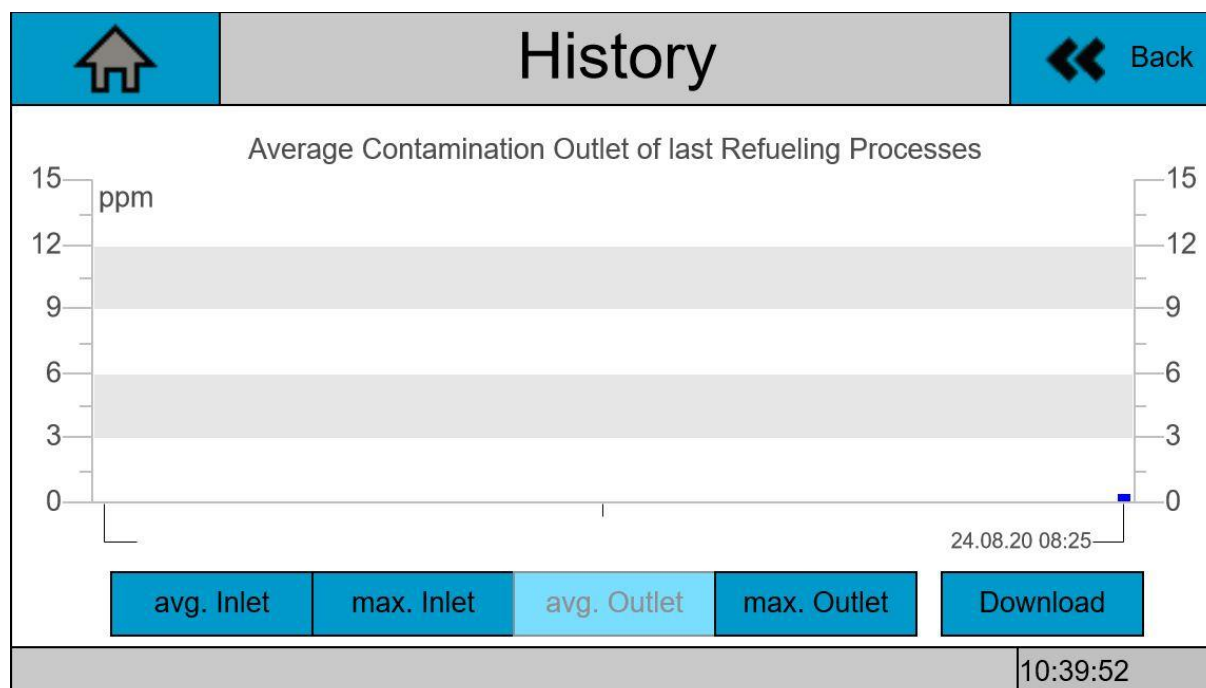 History
Back
Average Contamination Outlet of last Refueling Processes
15 15
ppm
12 12
9 9
6 6
3 3
0 0
24.08.20 08:25
avg. Inlet max. Inlet avg. Outlet max. Outlet Download
10:39:52